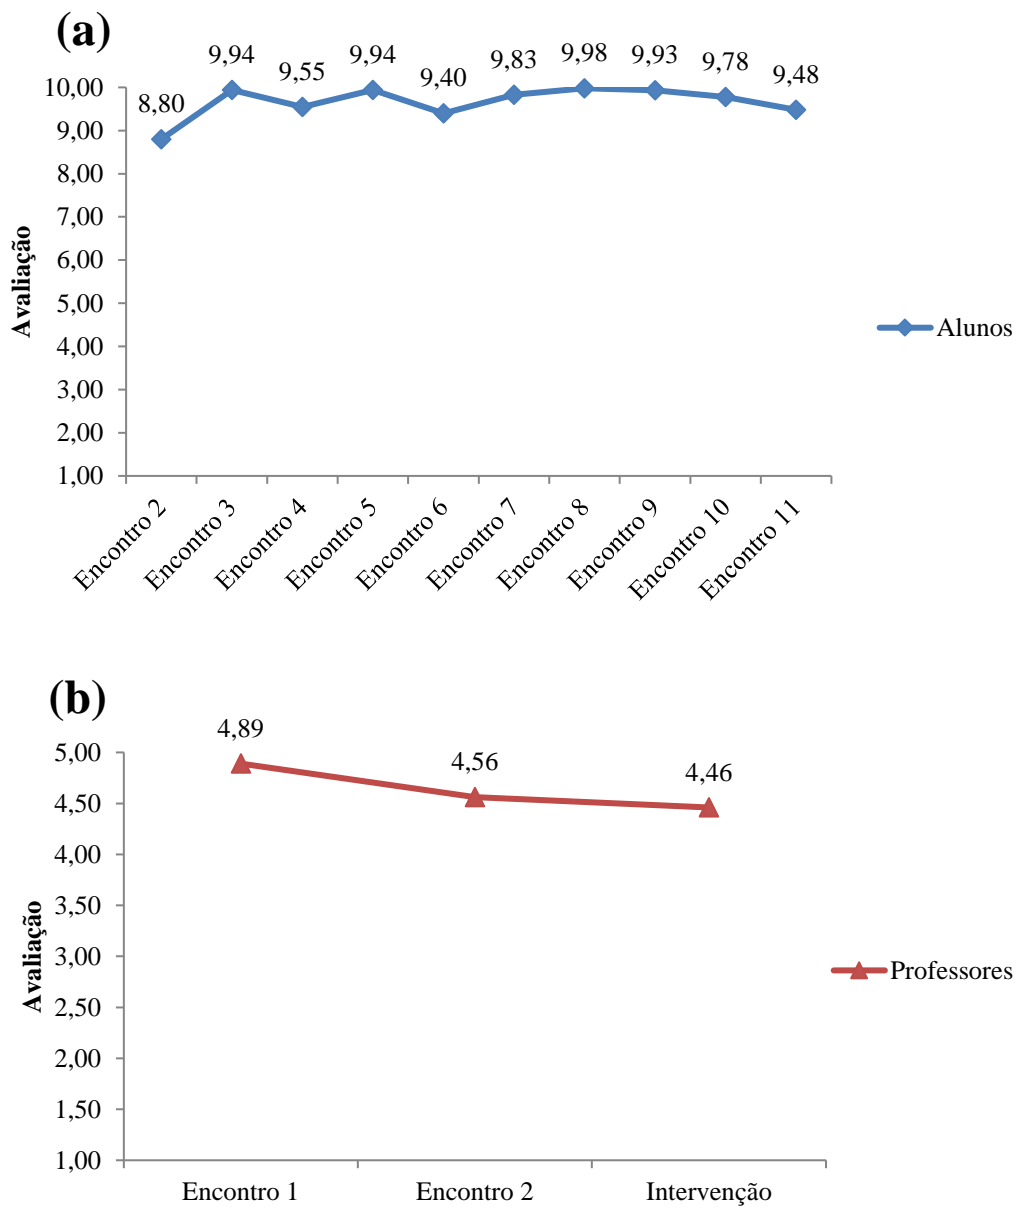 (a)
8,80
9,94
9,55
9,94
9,40
9,83
9,98
9,93
9,78
9,48
10,00
9,00
8,00
7,00
6,00
5,00
4,00
3,00
2,00
1,00
Avaliação
Encontro 2
Encontro 3
Encontro 4
Encontro 5
Encontro 6
Encontro 7
Encontro 8
Encontro 9
Encontro 10
Encontro 11
Alunos
(b)
4,89
4,56
4,46
5,00
4,50
4,00
3,50
3,00
2,50
2,00
1,50
1,00
Avaliação
Encontro 1
Encontro 2
Intervenção
Professores